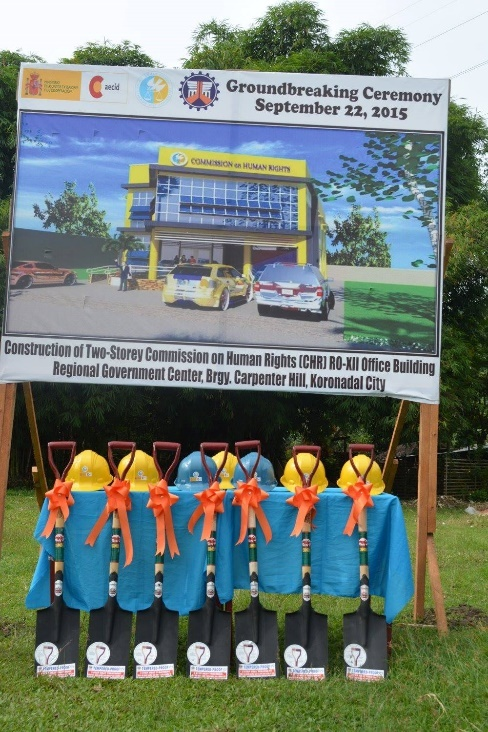 aecid
Groundbreaking Ceremony
September 22, 2015
COMMISSION on HUMAN RIGHTS
Construction of Two-Storey Commission on Human Rights (CHR) RO-XII Office Building
Regional Government Center, Brgy. Carpenter Hill, Koronadal City